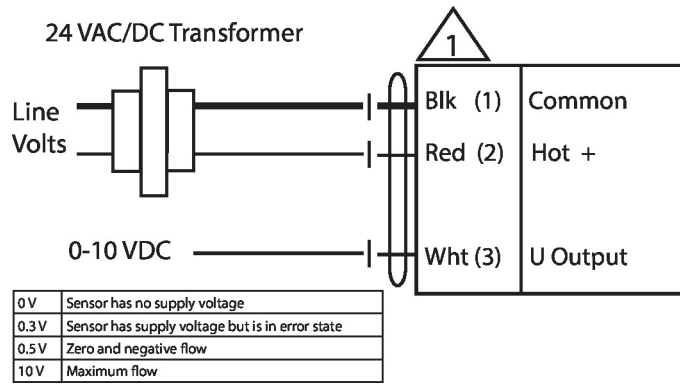 24 VAC/DC Transformer
1
Line
Volts
Blk (1) Common
Red (2) Hot +
0-10 VDC
Wht (3) U Output
0 V Sensor has no supply voltage
0.3 V Sensor has supply voltage but is in error state
0.5 V Zero and negative flow
10 V Maximum flow